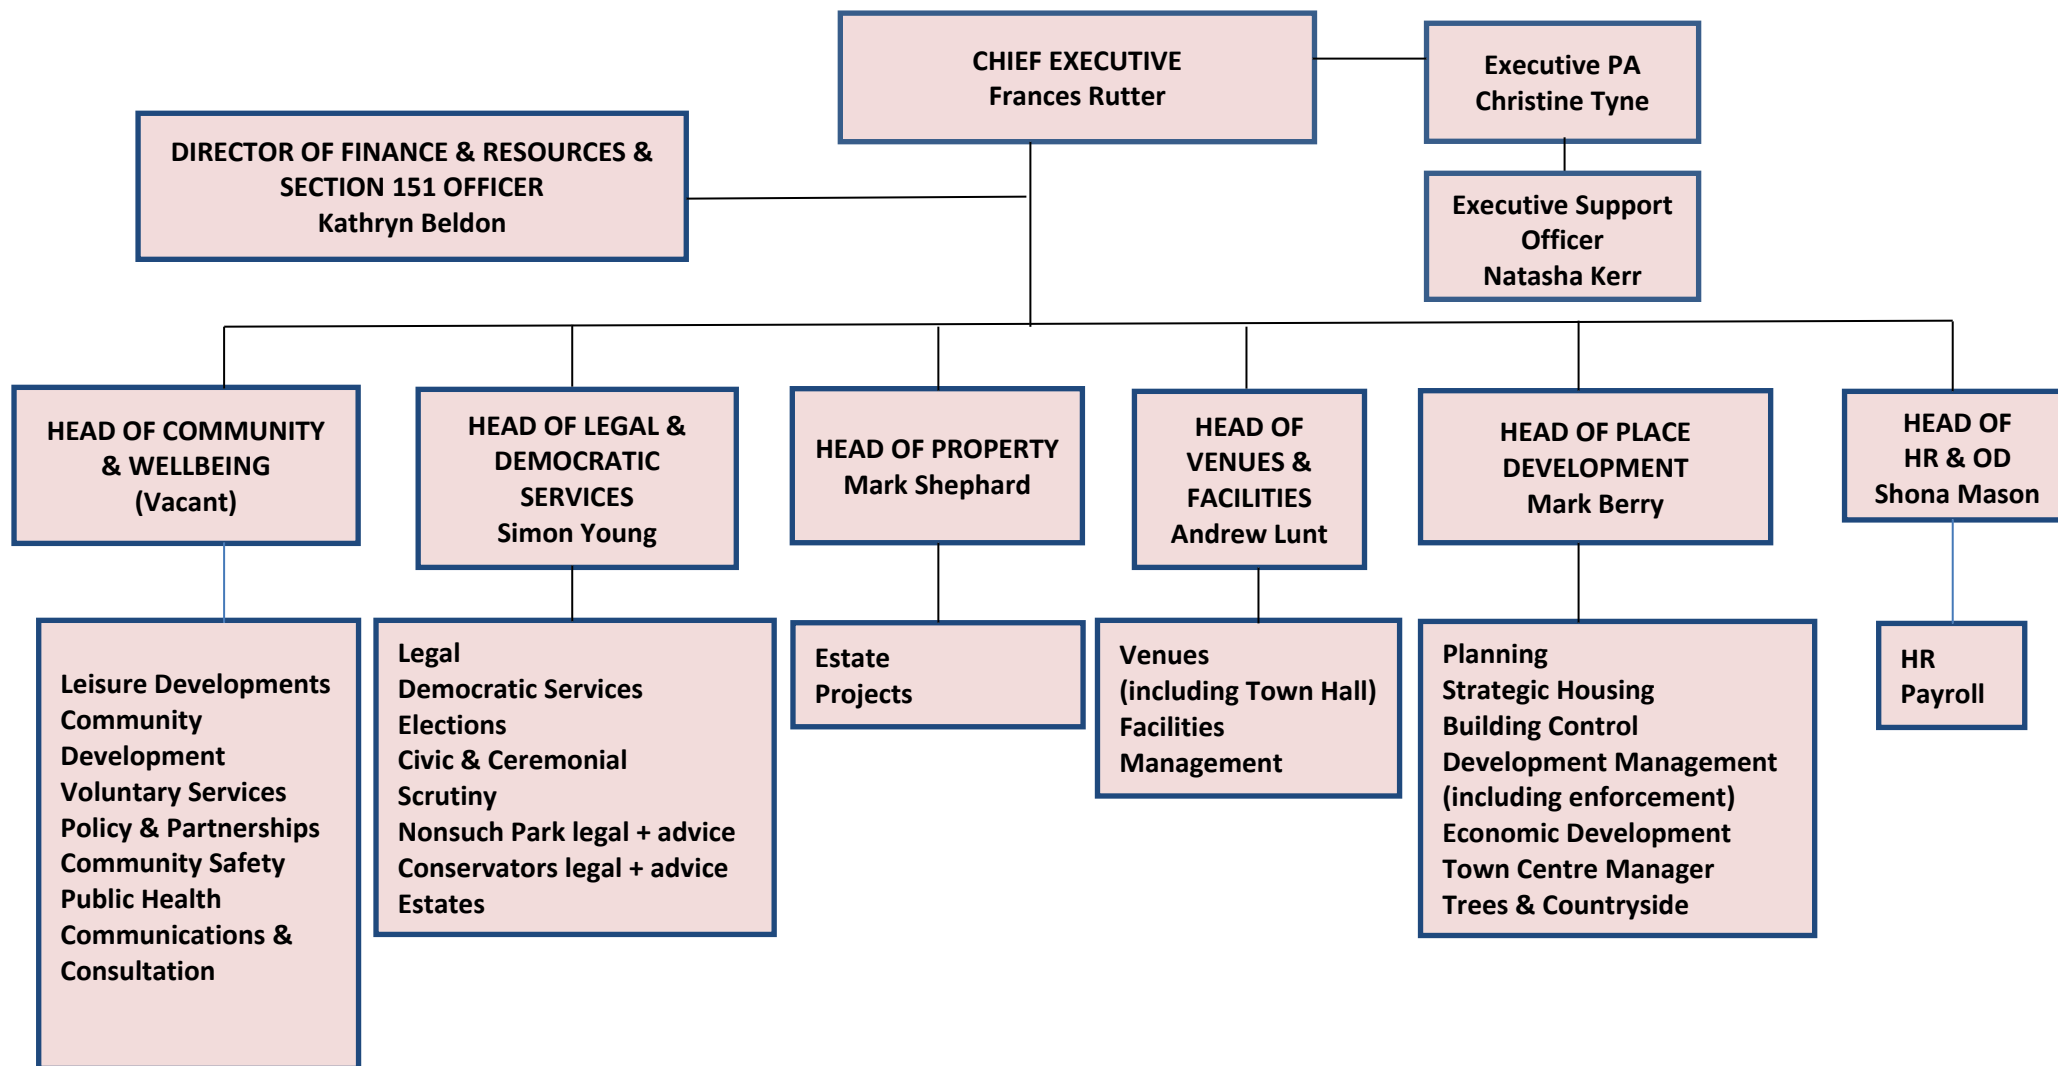 CHIEF EXECUTIVE
Frances Rutter
Executive PA
Christine Tyne
DIRECTOR OF FINANCE & RESOURCES &
SECTION 151 OFFICER
Kathryn Beldon
Executive Support
Officer
Natasha Kerr
HEAD OF COMMUNITY
& WELLBEING
(Vacant)
HEAD OF LEGAL &
DEMOCRATIC
SERVICES
Simon Young
HEAD OF PROPERTY
Mark Shephard
HEAD OF
VENUES &
FACILITIES
Andrew Lunt
HEAD OF PLACE
DEVELOPMENT
Mark Berry
HEAD OF
HR & OD
Shona Mason
Leisure Developments
Community
Development
Voluntary Services
Policy & Partnerships
Community Safety
Public Health
Communications &
Consultation
Legal
Democratic Services
Elections
Civic & Ceremonial
Scrutiny
Nonsuch Park legal + advice
Conservators legal + advice
Estates
Estate
Projects
Venues
(including Town Hall)
Facilities
Management
Planning
Strategic Housing
Building Control
Development Management
(including enforcement)
Economic Development
Town Centre Manager
Trees & Countryside
HR
Payroll